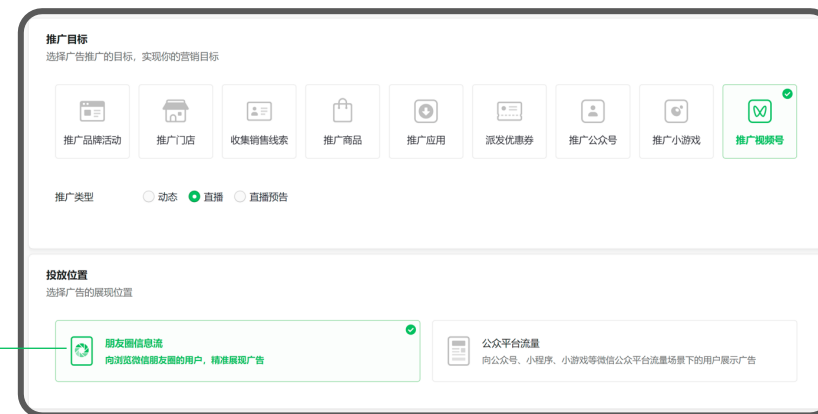 推广目标
选择广告推广的目标，实现你的营销目标
推广品牌活动 推广门店 收集销售线索 推广商品 推广应用 派发优惠券 推广公众号 推广小游戏 推广视频号
推广类型 动态 直播 直播预告
投放位置
选择广告的展现位置
朋友圈信息流
向浏览微信朋友圈的用户，精准展现广告
公众平台流量
向公众号、小程序、小游戏等微信公众平台流量场景下的用户展示广告